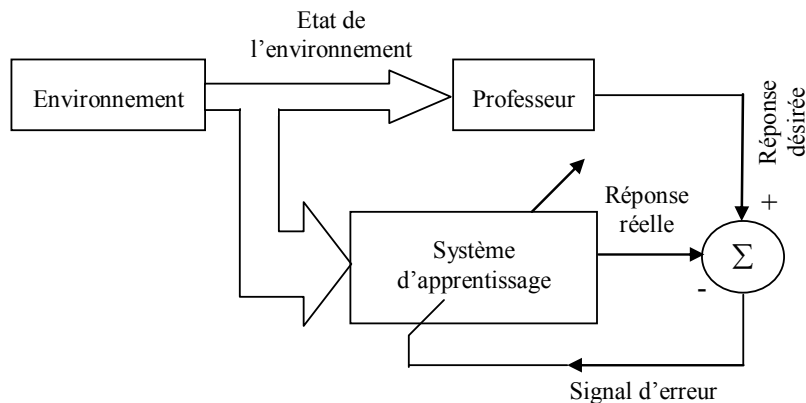 Etat de
l'environnement
Environnement
Professeur
Réponse
désirée
+
Réponse
réelle
Système
d'apprentissage
Σ
-
Signal d'erreur